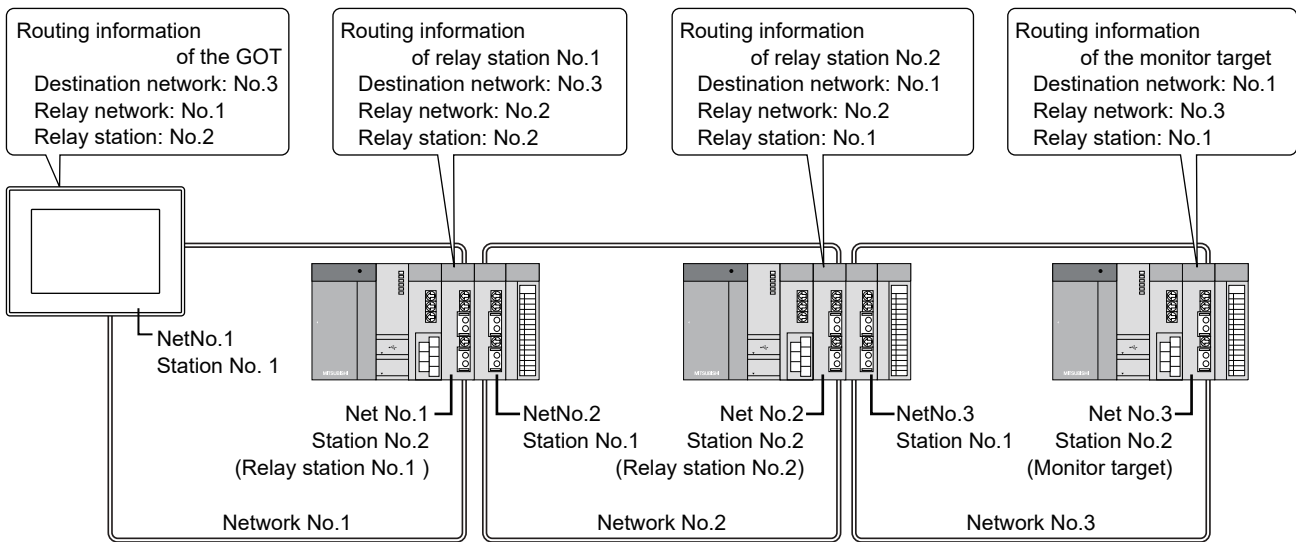 Routing information
of the GOT
Destination network: No.3
Relay network: No.1
Relay station: No.2
Routing information
of relay station No.1
Destination network: No.3
Relay network: No.2
Relay station: No.2
Routing information
of relay station No.2
Destination network: No.1
Relay network: No.2
Relay station: No.1
Routing information
of the monitor target
Destination network: No.1
Relay network: No.3
Relay station: No.1
MITSUBISHI
MITSUBISHI
MITSUBISHI
NetNo.1
Station No. 1
Net No.1
Station No.2
(Relay station No.1 )
NetNo.2
Station No.1
Net No.2
Station No.2
(Relay station No.2)
NetNo.3
Station No.1
Net No.3
Station No.2
(Monitor target)
Network No.1
Network No.2
Network No.3